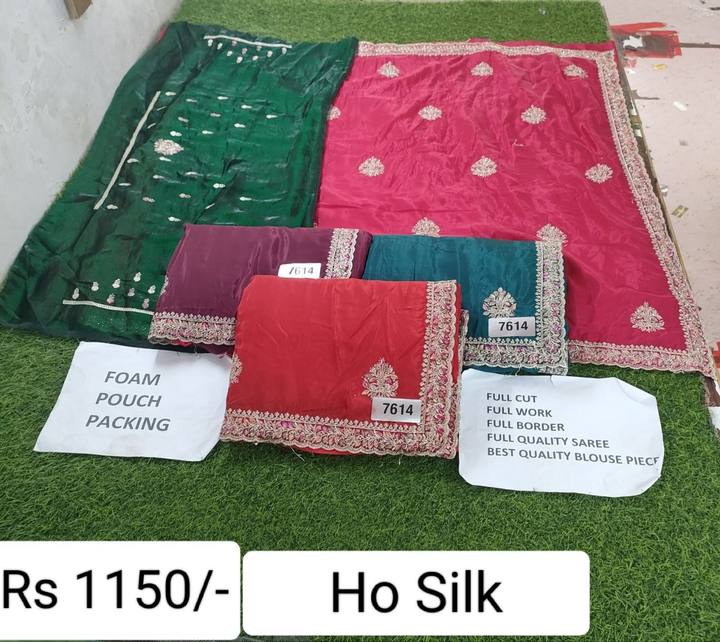 7614
7614
7614
FOAM
POUCH
PACKING
FULL CUT
FULL WORK
FULL BORDER
FULL QUALITY SAREE
BEST QUALITY BLOUSE PIECE
Rs 1150/-
Ho Silk